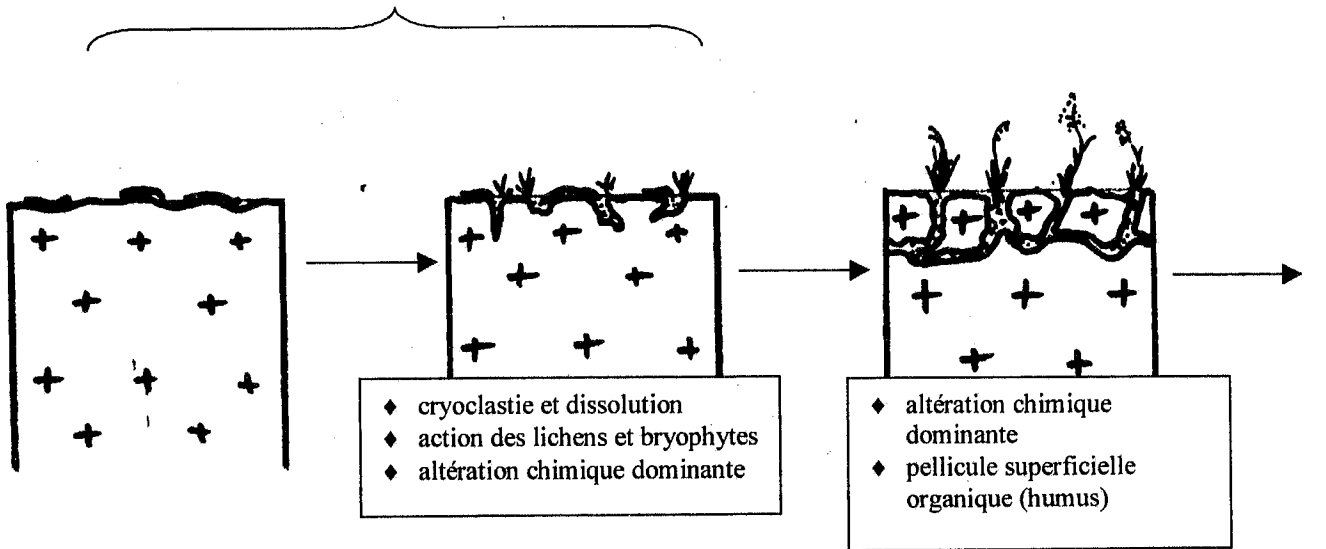 ♦ cryoclastie et dissolution
♦ action des lichens et bryophytes
♦ altération chimique dominante
♦ altération chimique
dominante
♦ pellicule superficielle
organique (humus)